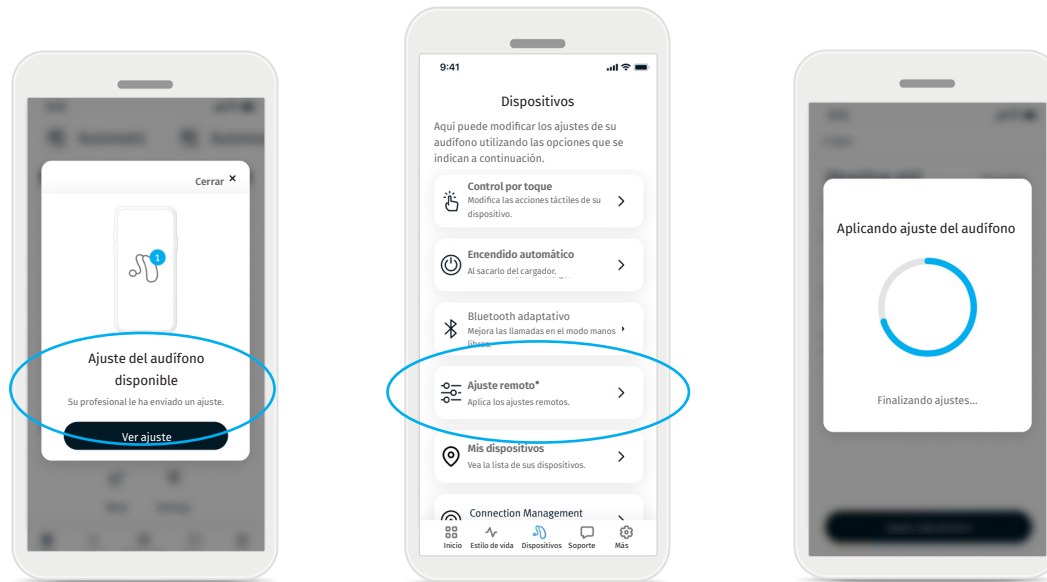 Cerrar ×
1
Ajuste del audífono
disponible
Su profesional le ha enviado un ajuste.
Ver ajuste
9:41
Dispositivos
Aquí puede modificar los ajustes de su
audífono utilizando las opciones que se
indican a continuación.
Control por toque
Modifica las acciones táctiles de su
dispositivo.
Encendido automático
Al sacarlo del cargador.
Bluetooth adaptativo
Mejora las llamadas en el modo manos
libres.
Ajuste remoto*
Aplica los ajustes remotos.
Mis dispositivos
Vea la lista de sus dispositivos.
Connection Management
Inicio Estilo de vida Dispositivos Soporte Más
Aplicando ajuste del audífono
Finalizando ajustes...